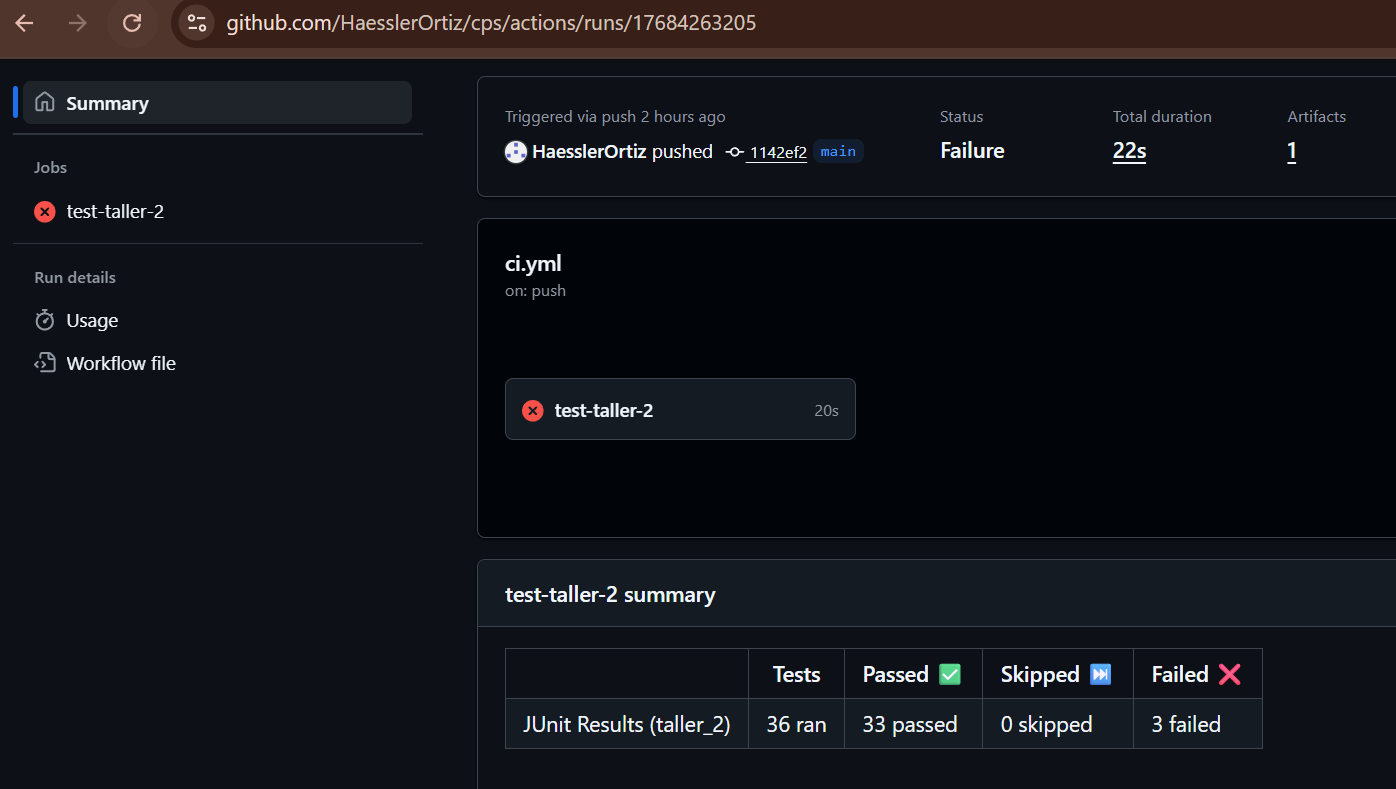 github.com/HaesslerOrtiz/cps/actions/runs/17684263205
Summary
Jobs
test-taller-2
Run details
Usage
Workflow file
Triggered via push 2 hours ago
HaesslerOrtiz pushed 1142ef2 main
Status
Failure
Total duration
22s
Artifacts
1
ci.yml
on: push
test-taller-2 20s
test-taller-2 summary
Tests Passed ✅ Skipped ⏭️ Failed ❌
JUnit Results (taller_2) 36 ran 33 passed 0 skipped 3 failed